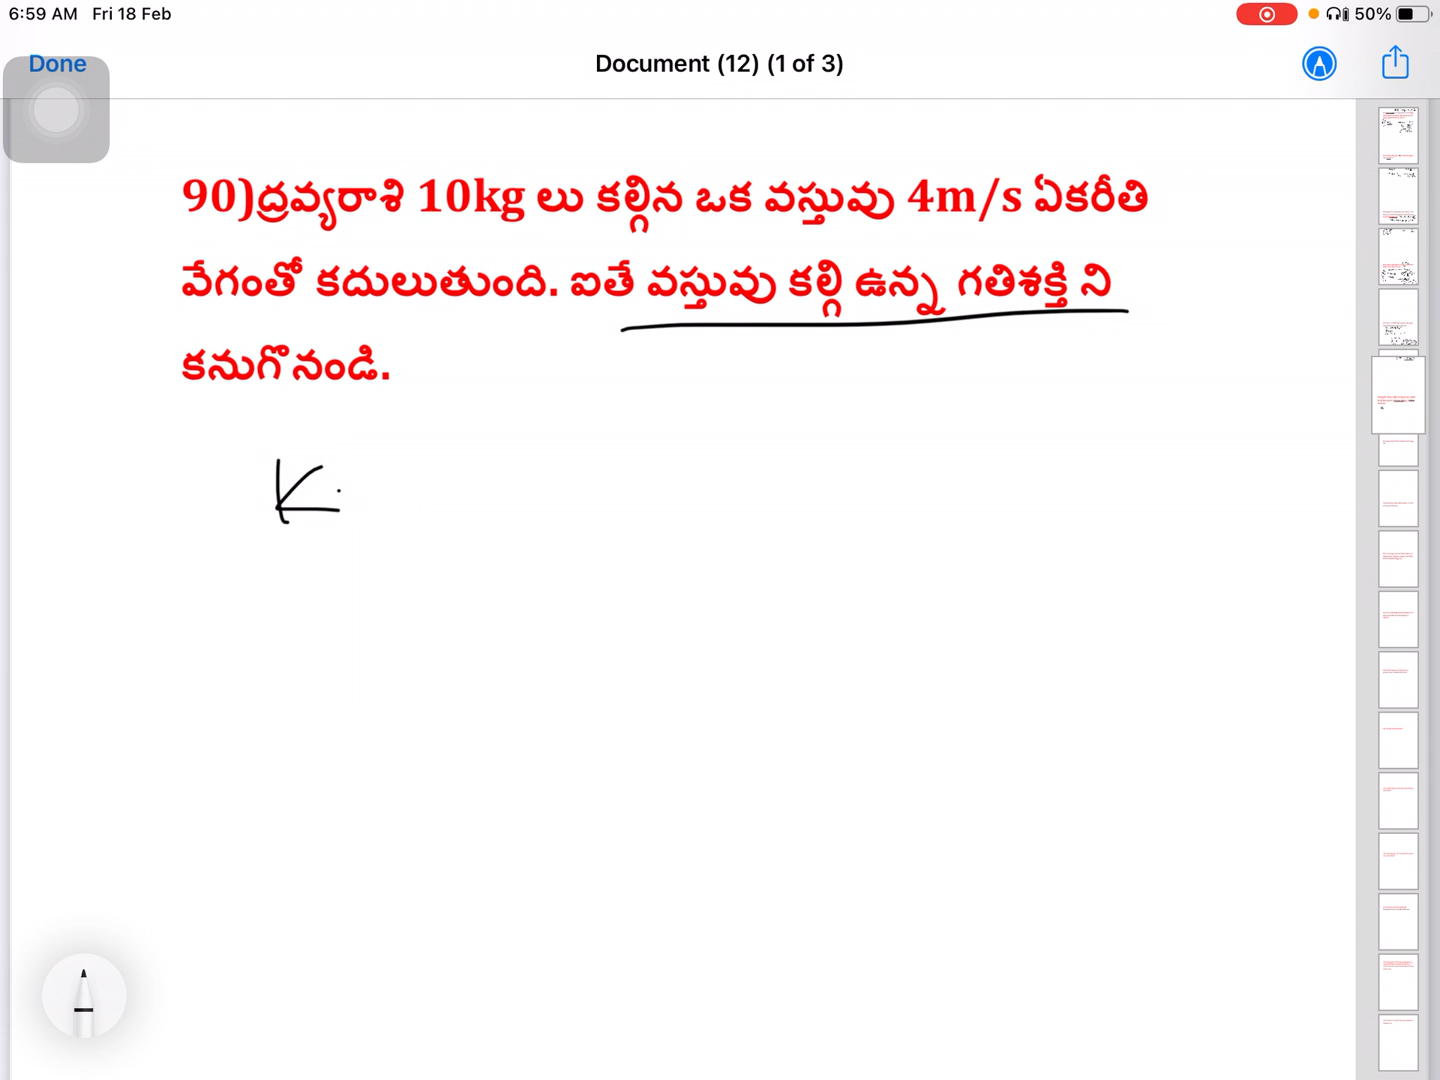 6:59 AM Fri 18 Feb
50%
Done
Document (12) (1 of 3)
90)ద్రవ్యరాశి 10kg లు కల్గిన ఒక వస్తువు 4m/s ఏకరీతి
వేగంతో కదులుతుంది. ఐతే వస్తువు కల్గి ఉన్న గతిశక్తి ని
కనుగొనండి.
K.